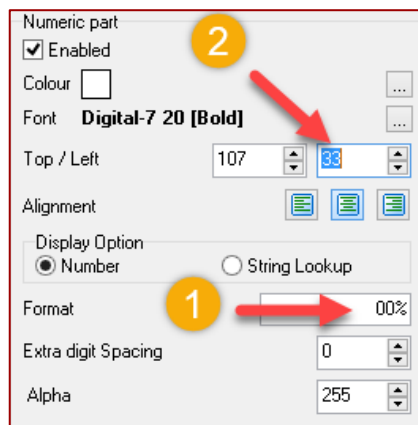 Numeric part
Enabled
2
Colour ...
Font Digital-7 20 [Bold] ...
Top / Left 107 33
Alignment
Display Option
Number String Lookup
1
Format 00%
Extra digit Spacing 0
Alpha 255